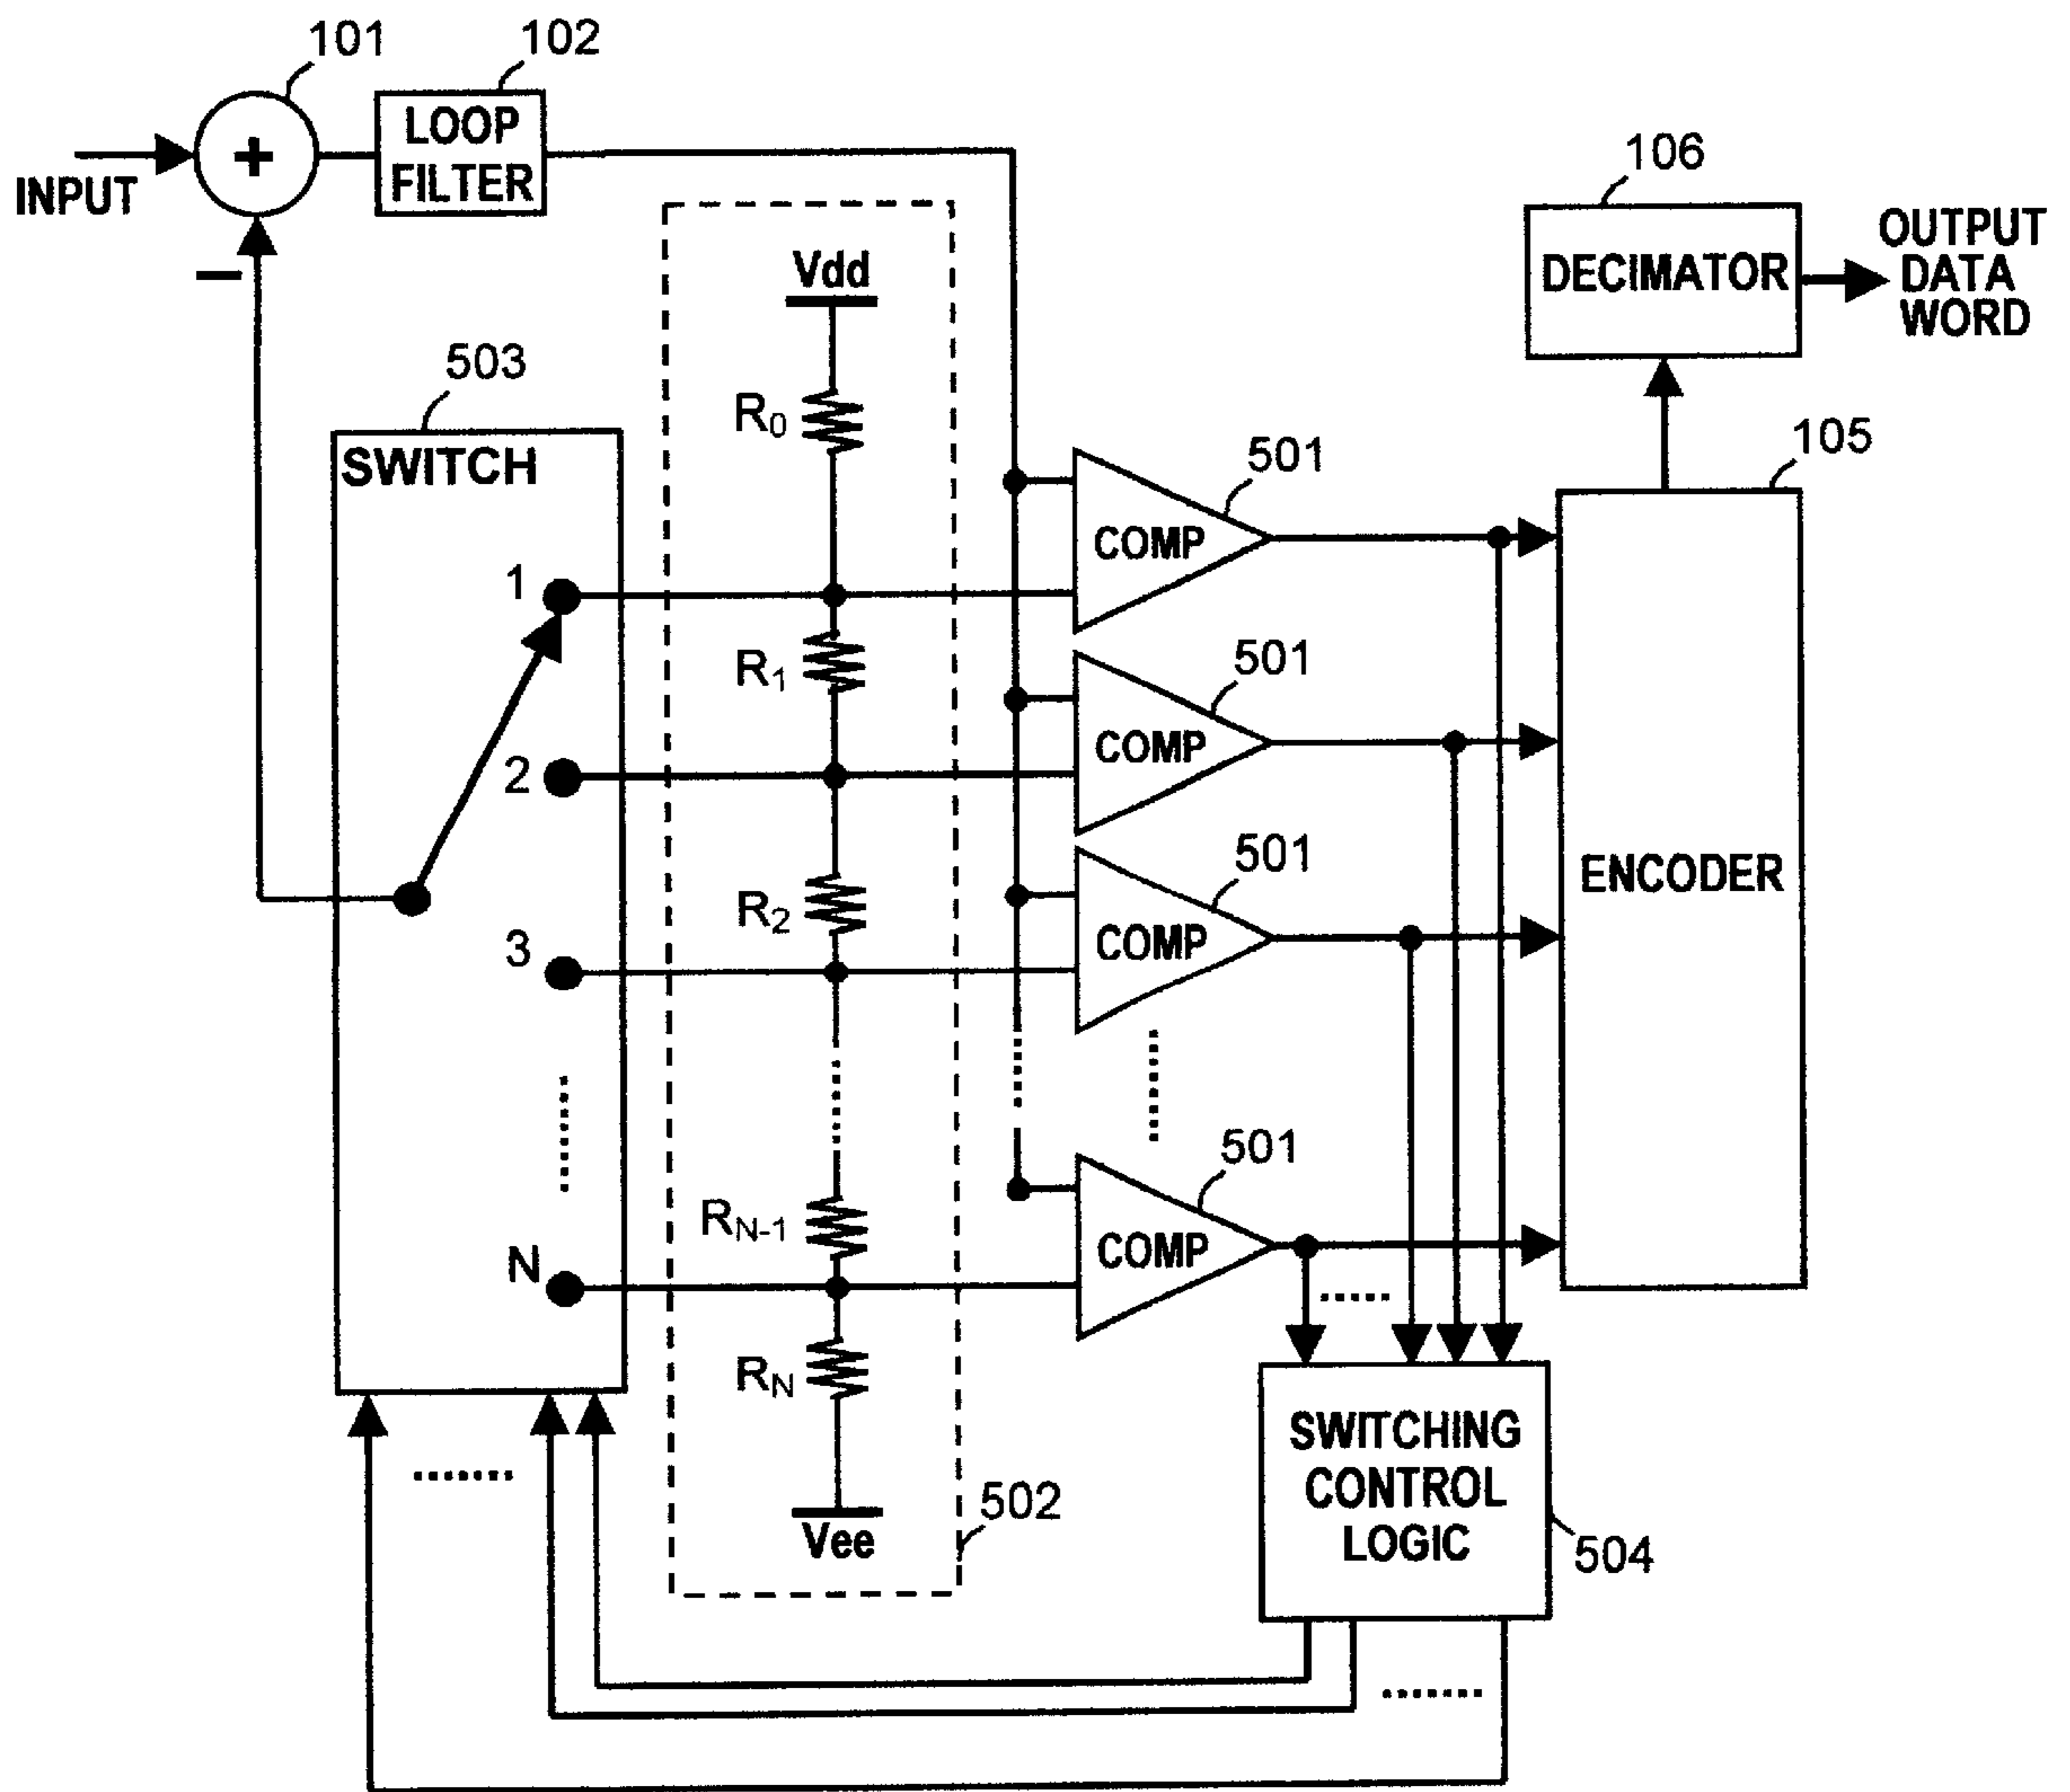 101
102
LOOP
FILTER
+
INPUT
−
106
DECIMATOR
OUTPUT
DATA
WORD
Vdd
503
SWITCH
R0
501
COMP
105
1
R1
501
COMP
2
R2
501
COMP
ENCODER
3
501
RN-1
COMP
N
RN
SWITCHING
CONTROL
LOGIC
502
Vee
504